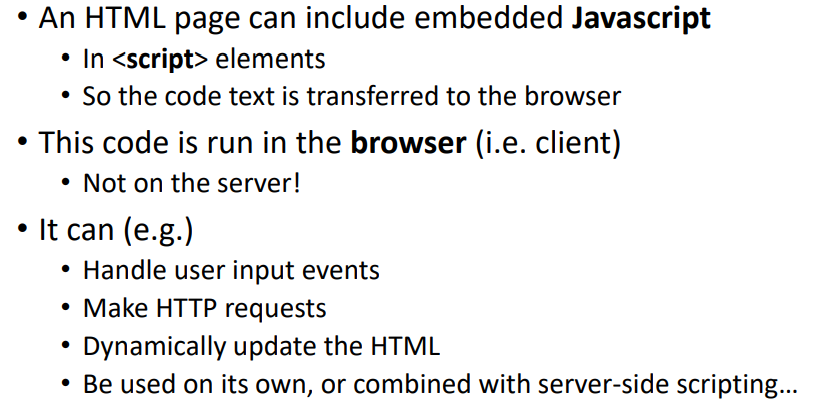 • An HTML page can include embedded Javascript
• In <script> elements
• So the code text is transferred to the browser
• This code is run in the browser (i.e. client)
• Not on the server!
• It can (e.g.)
• Handle user input events
• Make HTTP requests
• Dynamically update the HTML
• Be used on its own, or combined with server-side scripting…